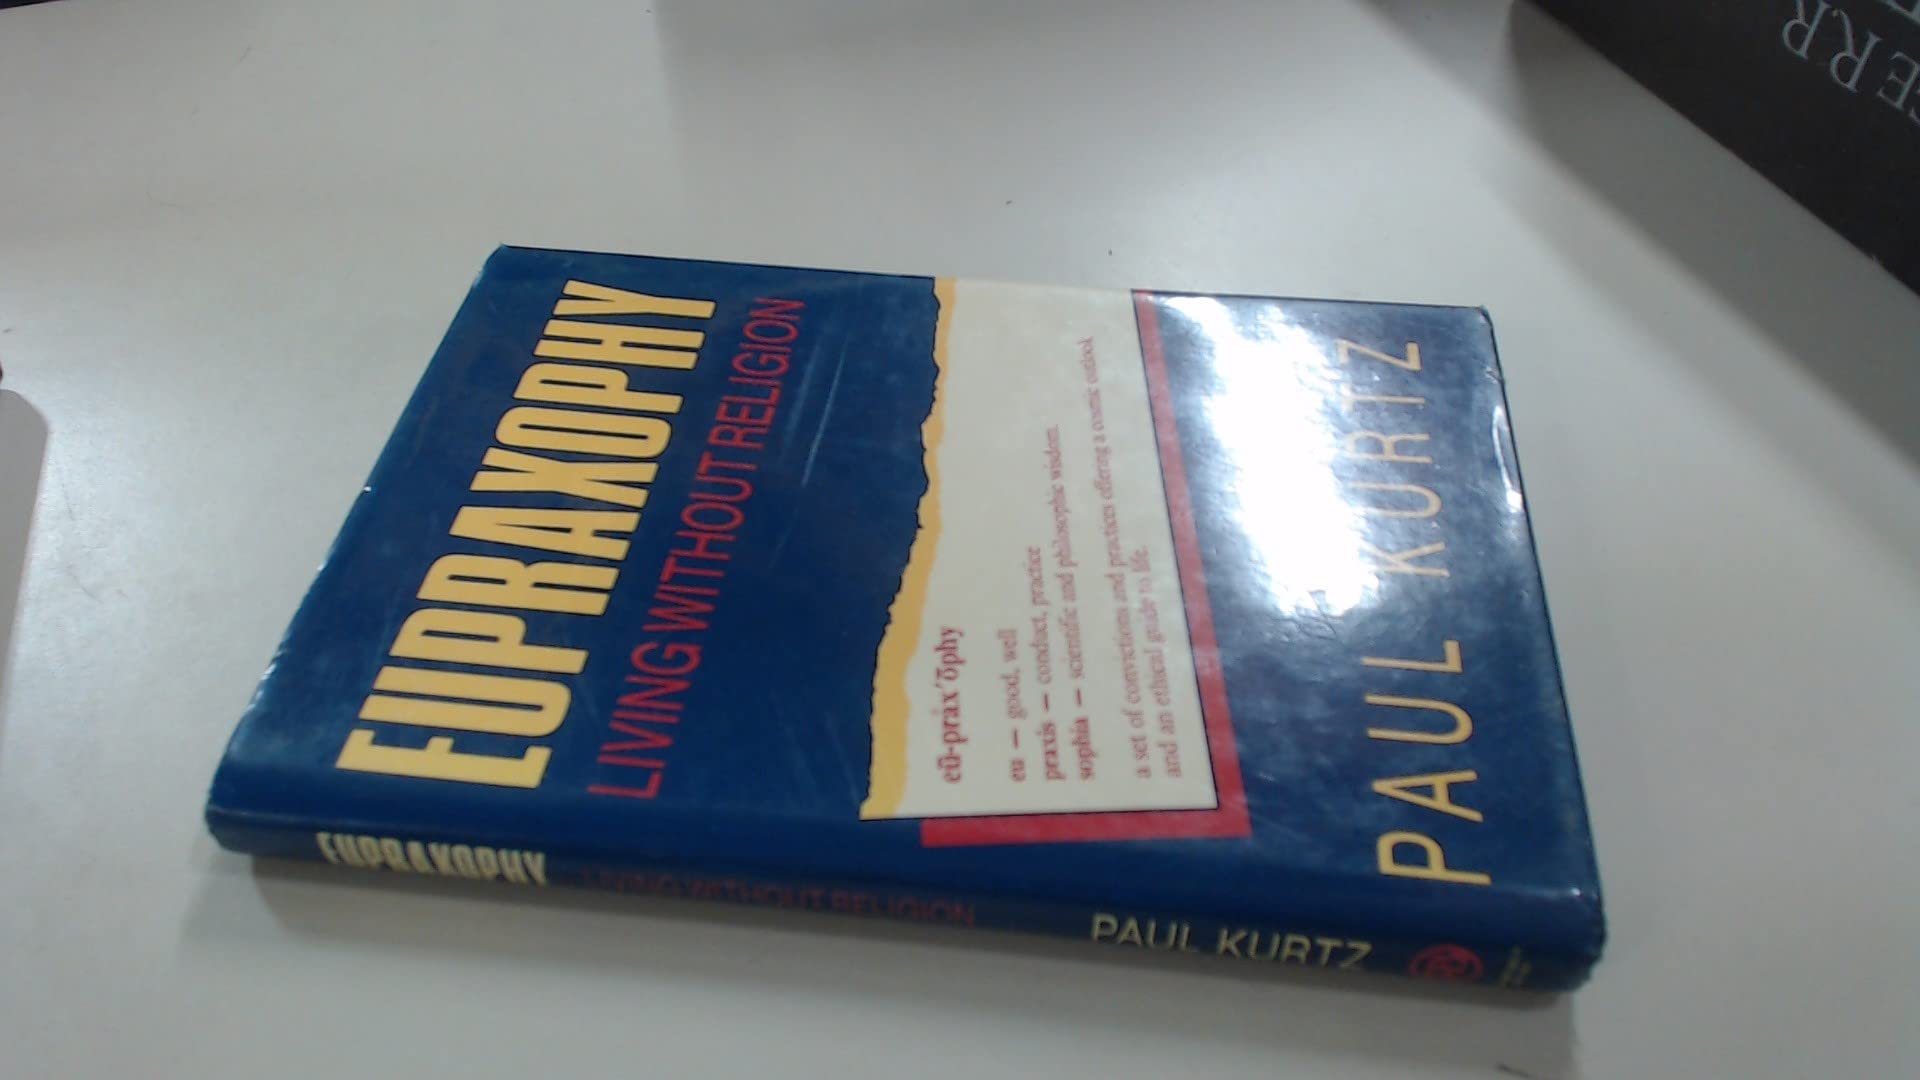 EUPRAXOPHY
LIVING WITHOUT RELIGION
eū-prax′ŏphy
eu — good, well
praxis — conduct, practice
sophia — scientific and philosophic wisdom.
a set of convictions and practices offering a cosmic outlook
and an ethical guide to life.
PAUL KURTZ
EUPRAXOPHY
LIVING WITHOUT RELIGION
PAUL KURTZ